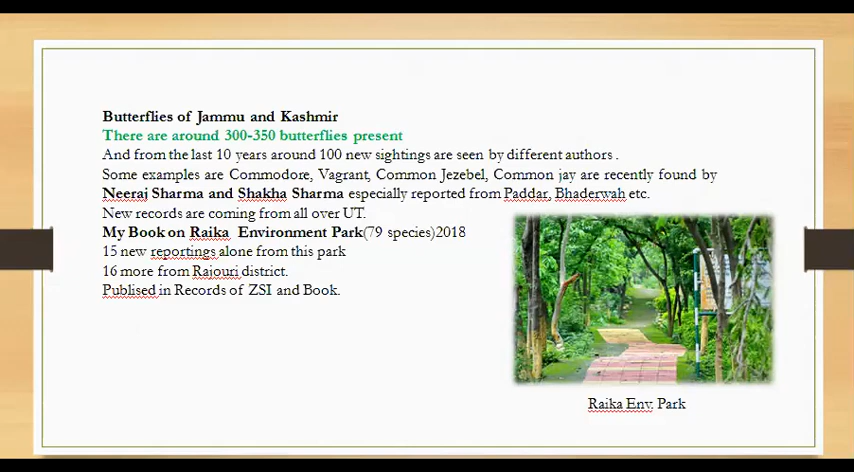 Butterflies of Jammu and Kashmir
There are around 300-350 butterflies present
And from the last 10 years around 100 new sightings are seen by different authors .
Some examples are Commodore, Vagrant, Common Jezebel, Common jay are recently found by
Neeraj Sharma and Shakha Sharma especially reported from Paddar, Bhaderwah etc.
New records are coming from all over UT.
My Book on Raika Environment Park(79 species)2018
15 new reportings alone from this park
16 more from Rajouri district.
Publised in Records of ZSI and Book.
Raika Env. Park